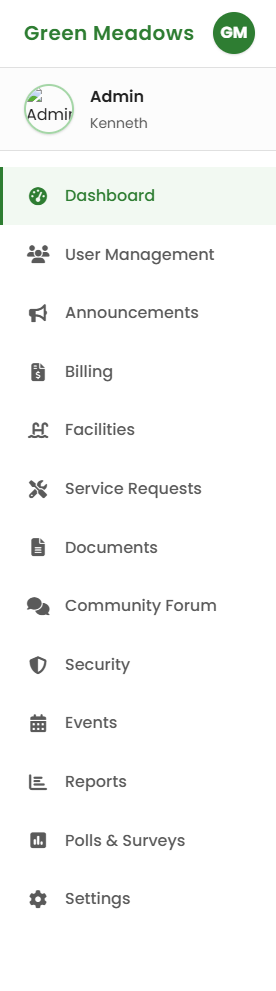 Green Meadows GM
Admin
Admin
Kenneth
Dashboard
User Management
Announcements
Billing
Facilities
Service Requests
Documents
Community Forum
Security
Events
Reports
Polls & Surveys
Settings